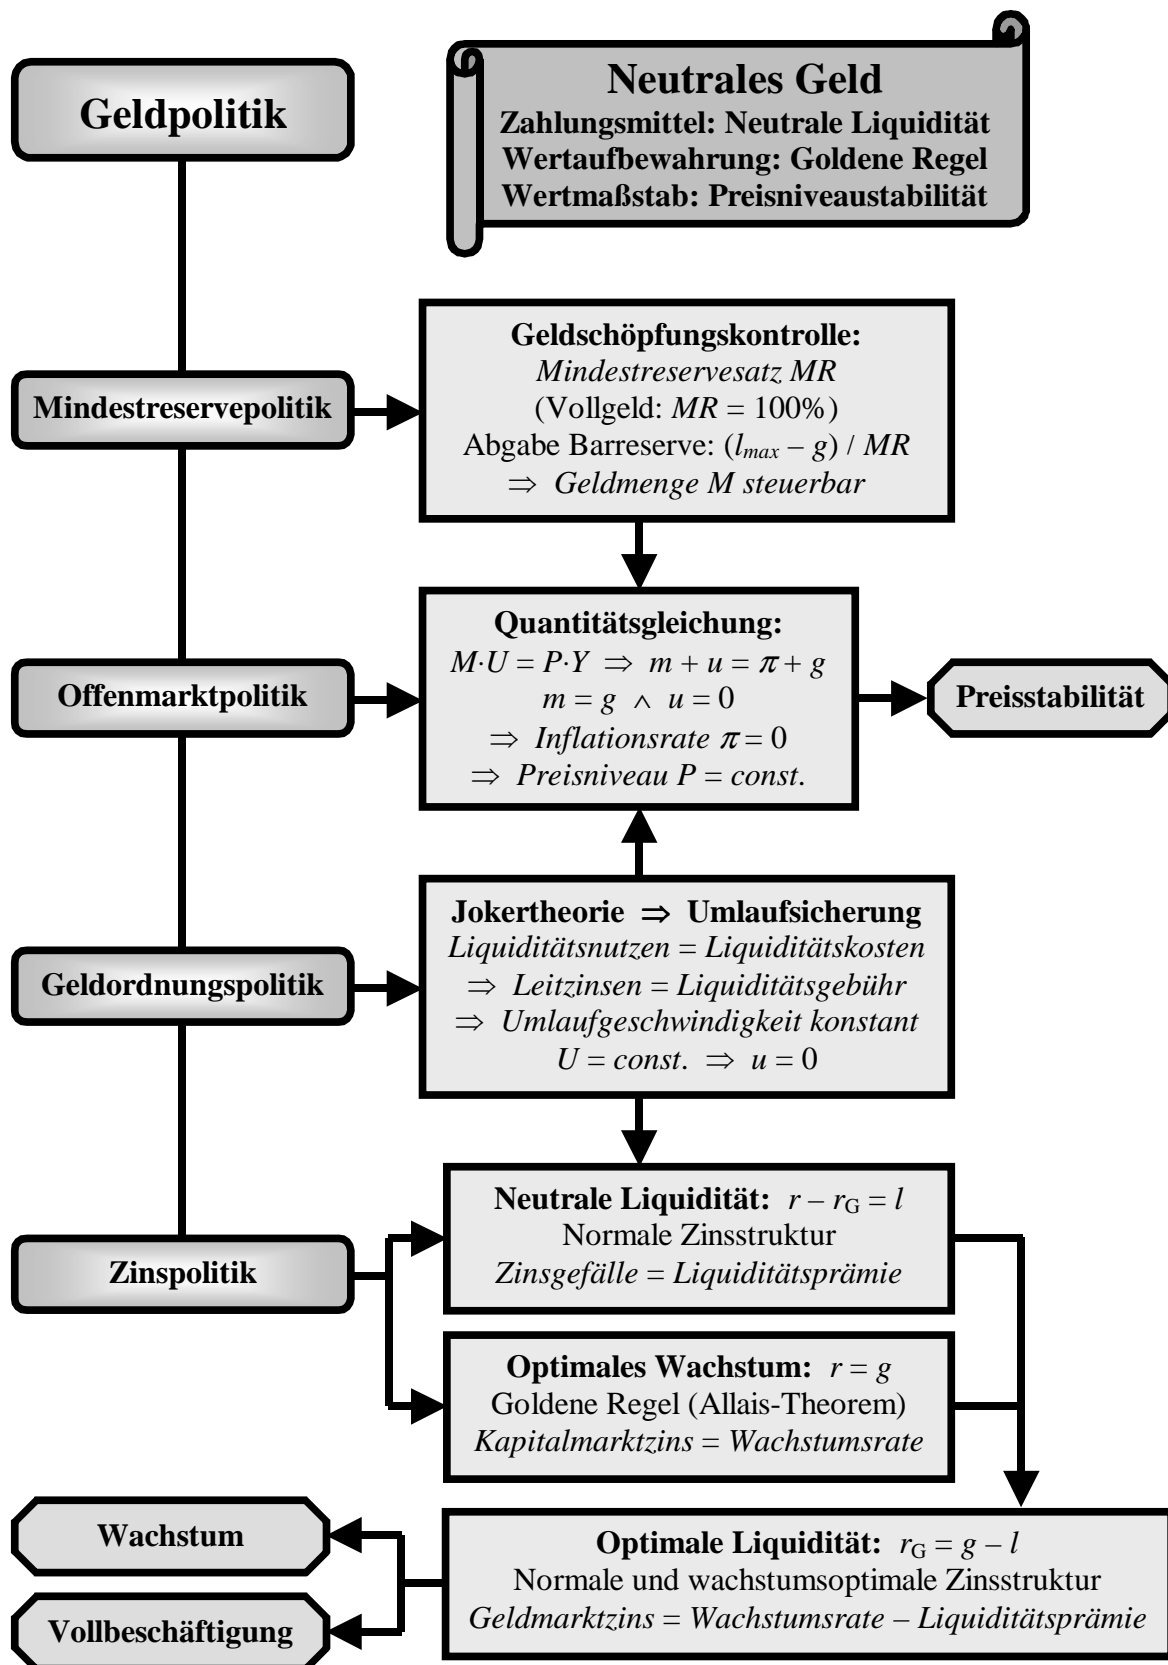 Geldpolitik
Neutrales Geld
Zahlungsmittel: Neutrale Liquidität
Wertaufbewahrung: Goldene Regel
Wertmaßstab: Preisniveaustabilität
Mindestreservepolitik
Geldschöpfungskontrolle:
Mindestreservesatz MR
(Vollgeld: MR = 100%)
Abgabe Barreserve: (l_max – g) / MR
⇒ Geldmenge M steuerbar
Offenmarktpolitik
Quantitätsgleichung:
M·U = P·Y ⇒ m + u = π + g
m = g ∧ u = 0
⇒ Inflationsrate π = 0
⇒ Preisniveau P = const.
Preisstabilität
Geldordnungspolitik
Jokertheorie ⇒ Umlaufsicherung
Liquiditätsnutzen = Liquiditätskosten
⇒ Leitzinsen = Liquiditätsgebühr
⇒ Umlaufgeschwindigkeit konstant
U = const. ⇒ u = 0
Zinspolitik
Neutrale Liquidität: r – r_G = l
Normale Zinsstruktur
Zinsgefälle = Liquiditätsprämie
Optimales Wachstum: r = g
Goldene Regel (Allais-Theorem)
Kapitalmarktzins = Wachstumsrate
Wachstum
Vollbeschäftigung
Optimale Liquidität: r_G = g – l
Normale und wachstumsoptimale Zinsstruktur
Geldmarktzins = Wachstumsrate – Liquiditätsprämie